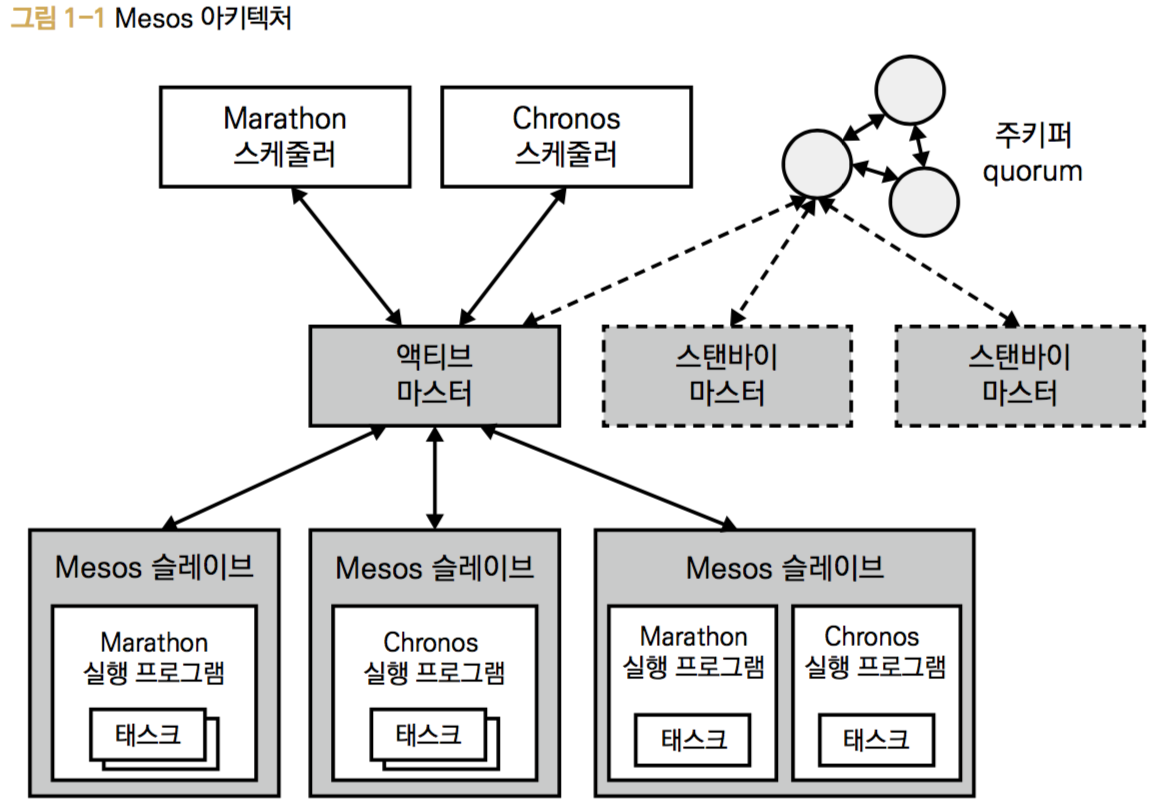 그림 1-1 Mesos 아키텍처
Marathon
스케줄러
Chronos
스케줄러
주키퍼
quorum
액티브
마스터
스탠바이
마스터
스탠바이
마스터
Mesos 슬레이브
Marathon
실행 프로그램
태스크
Mesos 슬레이브
Chronos
실행 프로그램
태스크
Mesos 슬레이브
Marathon
실행 프로그램
태스크
Chronos
실행 프로그램
태스크